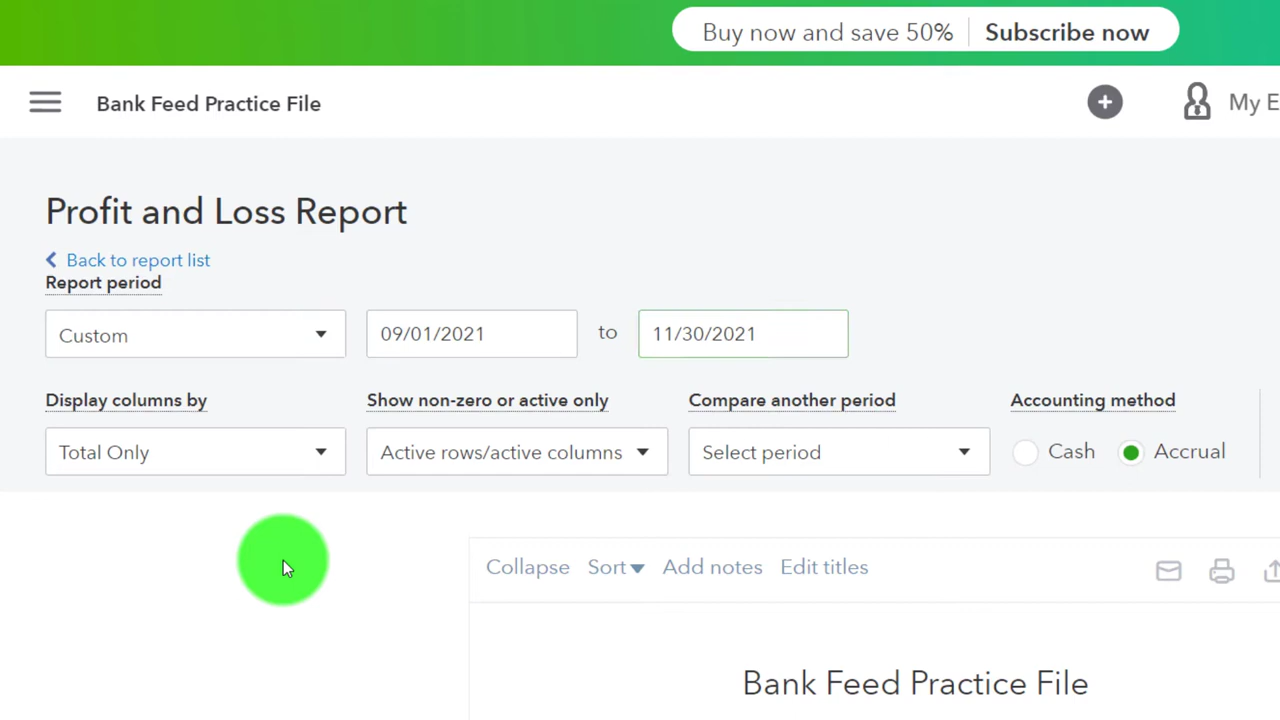 Buy now and save 50% Subscribe now
Bank Feed Practice File
My E
Profit and Loss Report
Back to report list
Report period
Custom 09/01/2021 to 11/30/2021
Display columns by Show non-zero or active only Compare another period Accounting method
Total Only Active rows/active columns Select period Cash Accrual
Collapse Sort Add notes Edit titles
Bank Feed Practice File